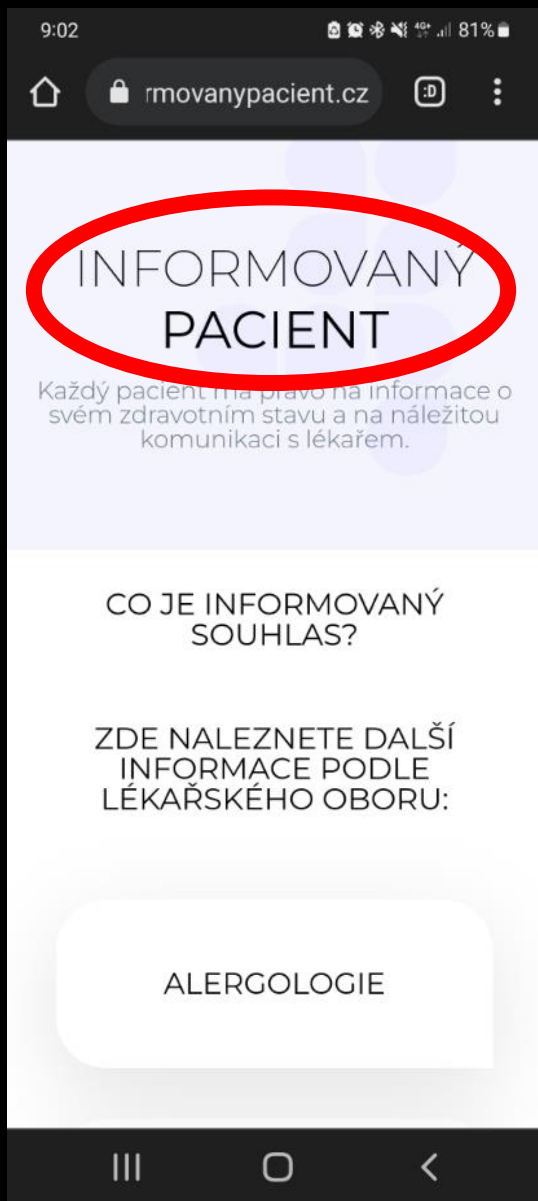 9:02
4G+
81%
rmovanypacient.cz
:D
INFORMOVANÝ
PACIENT
Každý pacient má právo na informace o
svém zdravotním stavu a na náležitou
komunikaci s lékařem.
CO JE INFORMOVANÝ
SOUHLAS?
ZDE NALEZNETE DALŠÍ
INFORMACE PODLE
LÉKAŘSKÉHO OBORU:
ALERGOLOGIE